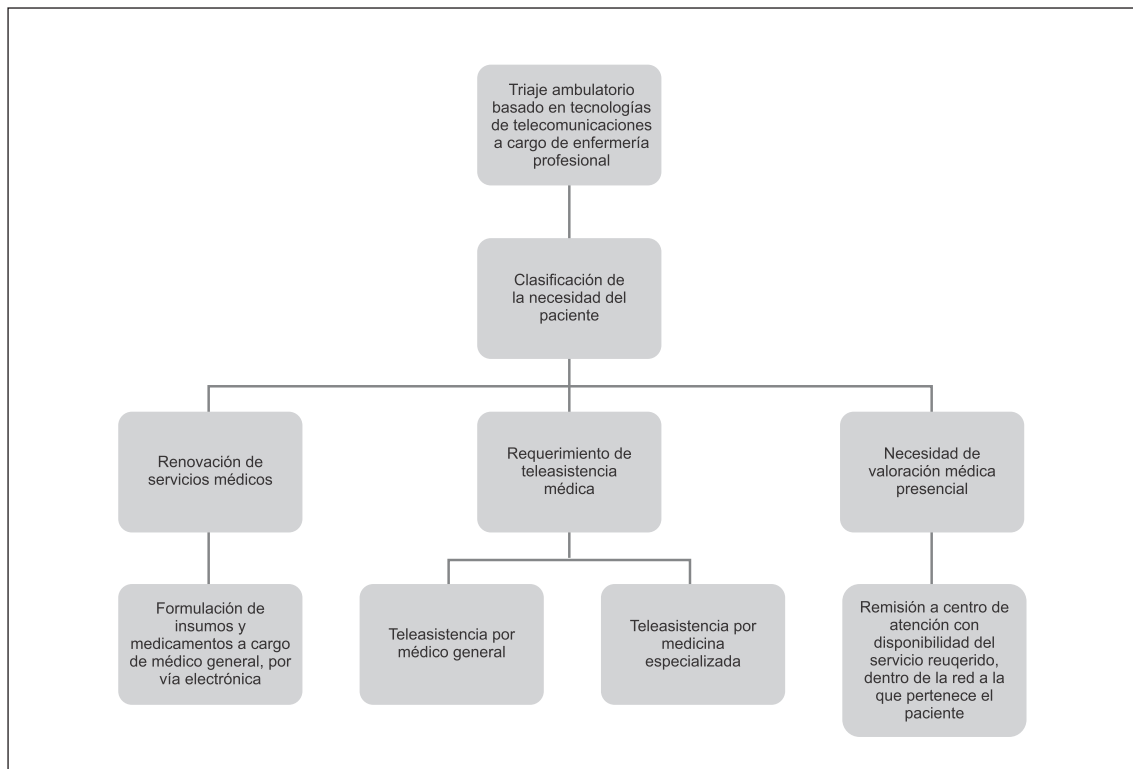 Triaje ambulatorio
basado en tecnologías
de telecomunicaciones
a cargo de enfermería
profesional
Clasificación de
la necesidad del
paciente
Renovación de
servicios médicos
Requerimiento de
teleasistencia
médica
Necesidad de
valoración médica
presencial
Formulación de
insumos y
medicamentos a cargo
de médico general, por
vía electrónica
Teleasistencia por
médico general
Teleasistencia por
medicina
especializada
Remisión a centro de
atención con
disponibilidad del
servicio reuqerido,
dentro de la red a la
que pertenece el
paciente